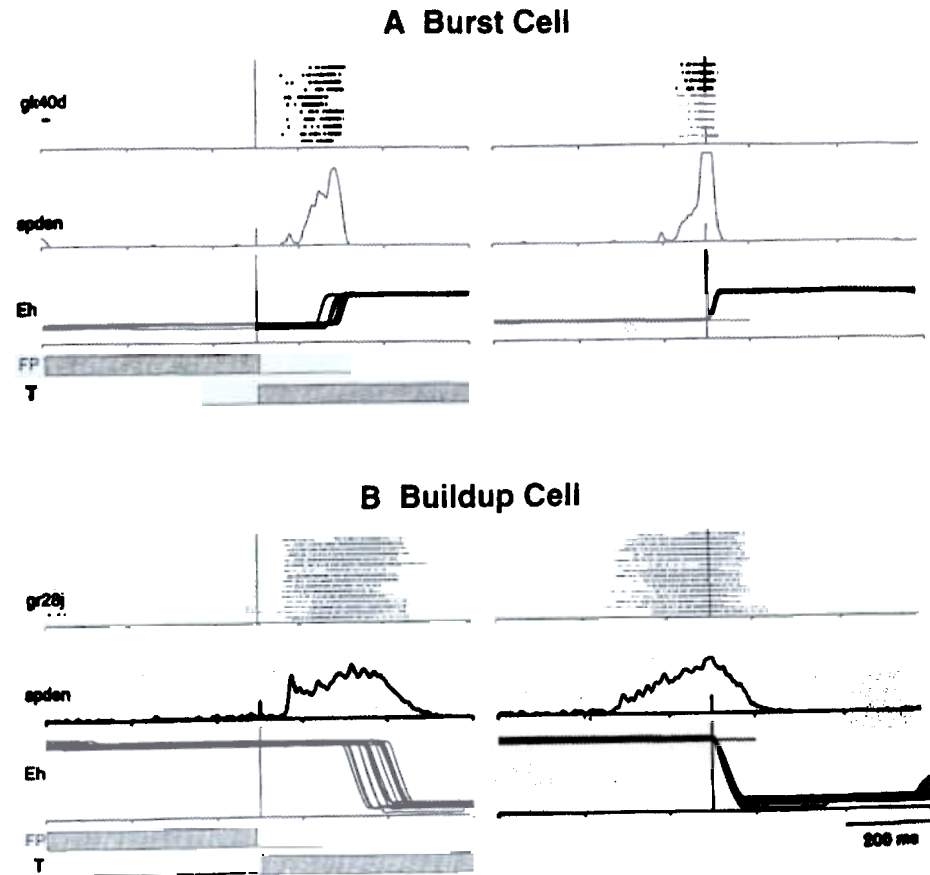 A Burst Cell
gk40d
spden
Eh
FP
T
B Buildup Cell
gr28j
spden
Eh
FP
T
200 ms